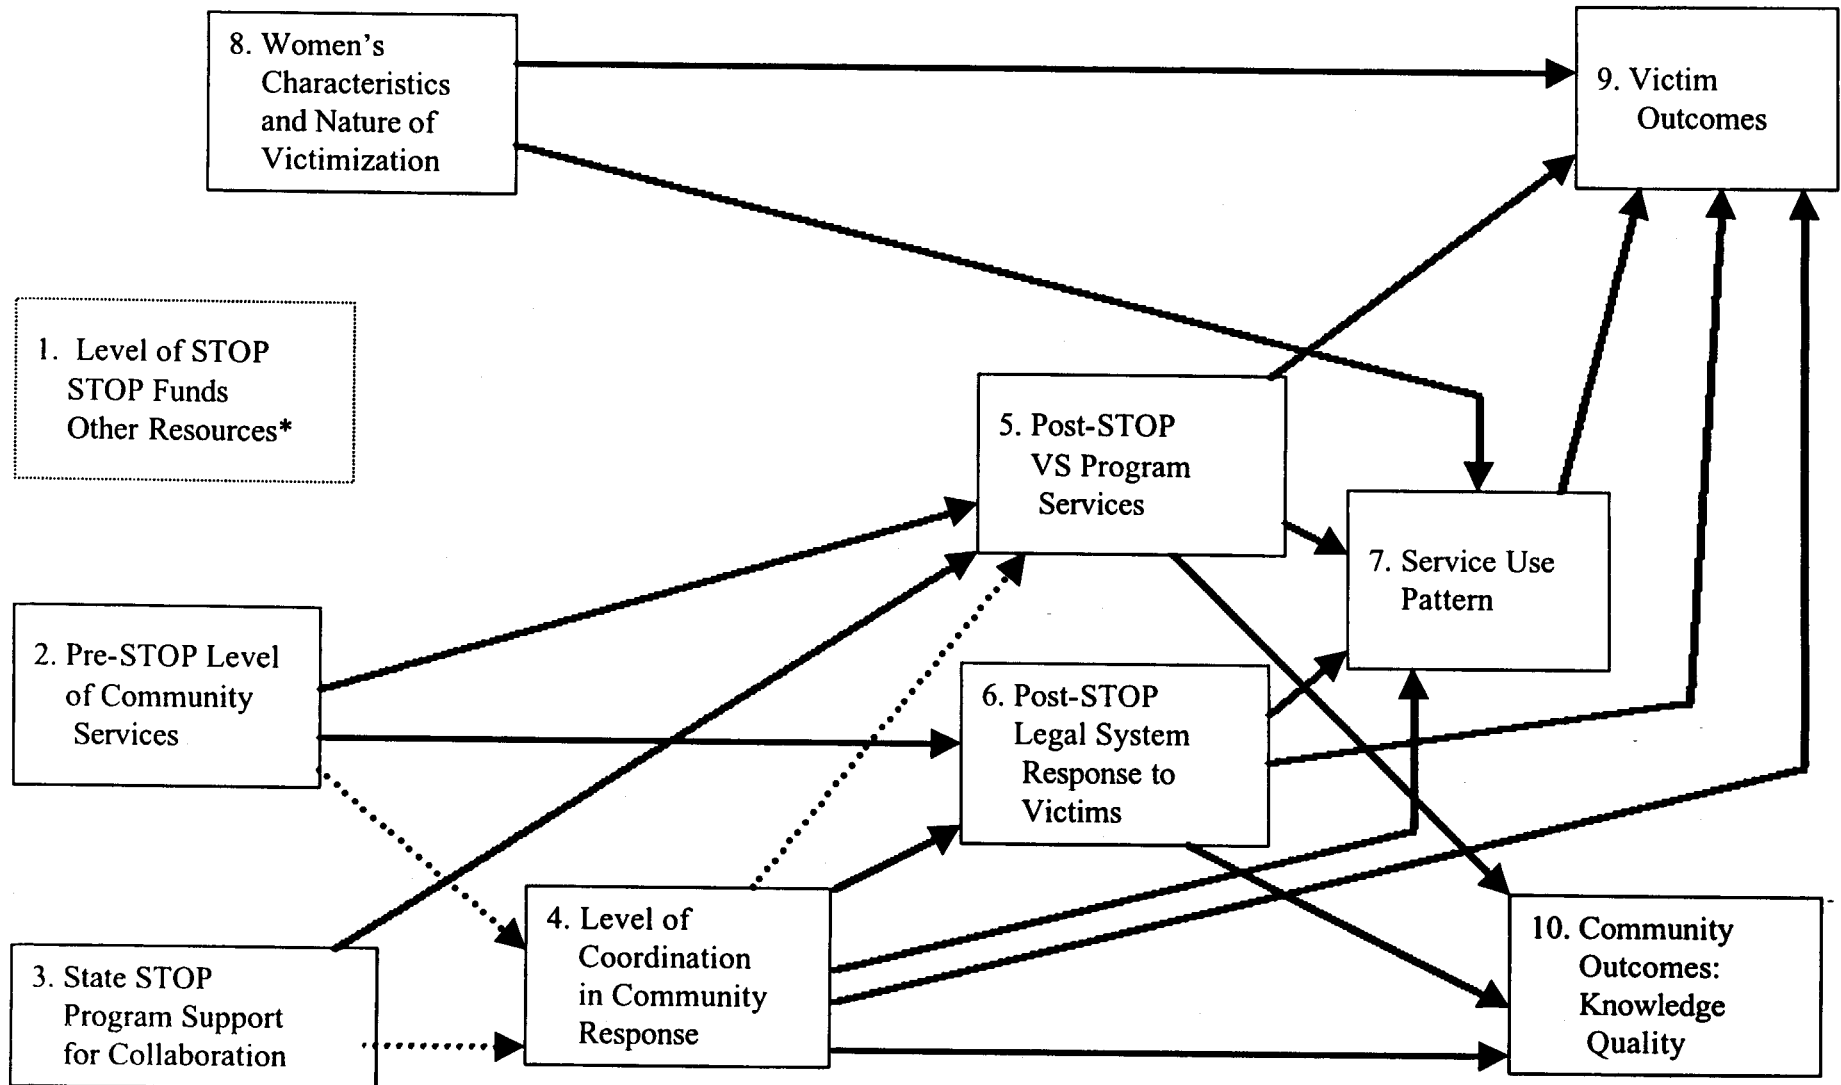 8. Women's
Characteristics
and Nature of
Victimization
9. Victim
Outcomes
1. Level of STOP
STOP Funds
Other Resources*
5. Post-STOP
VS Program
Services
7. Service Use
Pattern
2. Pre-STOP Level
of Community
Services
6. Post-STOP
Legal System
Response to
Victims
3. State STOP
Program Support
for Collaboration
4. Level of
Coordination
in Community
Response
10. Community
Outcomes:
Knowledge
Quality